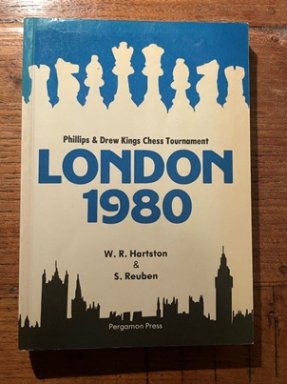 Phillips & Drew Kings Chess Tournament
LONDON
1980
W. R. Hartston
&
S. Reuben
Pergamon Press